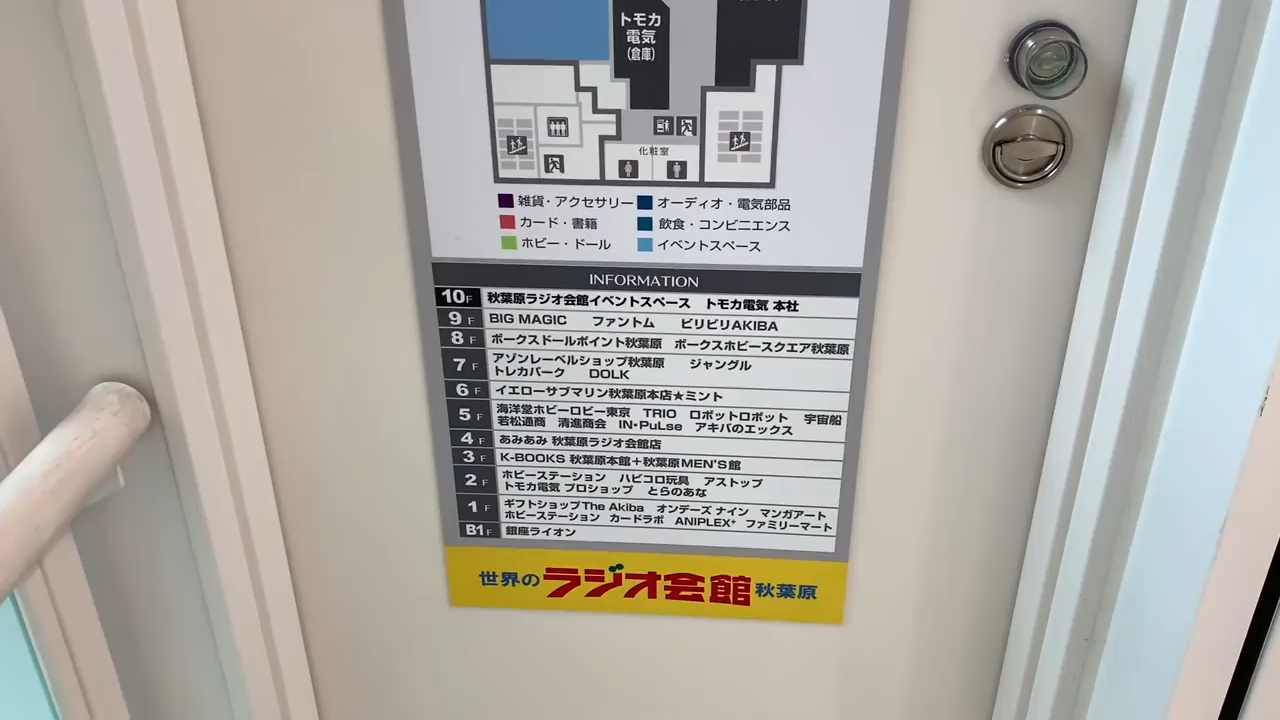 トモカ
電気
(倉庫)
化粧室
雑貨・アクセサリー オーディオ・電気部品
カード・書籍 飲食・コンビニエンス
ホビー・ドール イベントスペース
INFORMATION
10F 秋葉原ラジオ会館イベントスペース トモカ電気 本社
9F BIG MAGIC ファントム ビリビリAKIBA
8F ボークスドールポイント秋葉原 ボークスホビースクエア秋葉原
7F アゾンレーベルショップ秋葉原 ジャングル
トレカパーク DOLK
6F イエローサブマリン秋葉原本店★ミント
5F 海洋堂ホビーロビー東京 TRIO ロボットロボット 宇宙船
若松通商 清進商会 IN・PuLse アキバのエックス
4F あみあみ 秋葉原ラジオ会館店
3F K-BOOKS 秋葉原本館+秋葉原MEN'S館
2F ホビーステーション ハビコロ玩具 アストップ
トモカ電気 プロショップ とらのあな
1F ギフトショップThe Akiba オンデーズ ナイン マンガアート
ホビーステーション カードラボ ANIPLEX+ ファミリーマート
B1F 銀座ライオン
世界のラジオ会館秋葉原